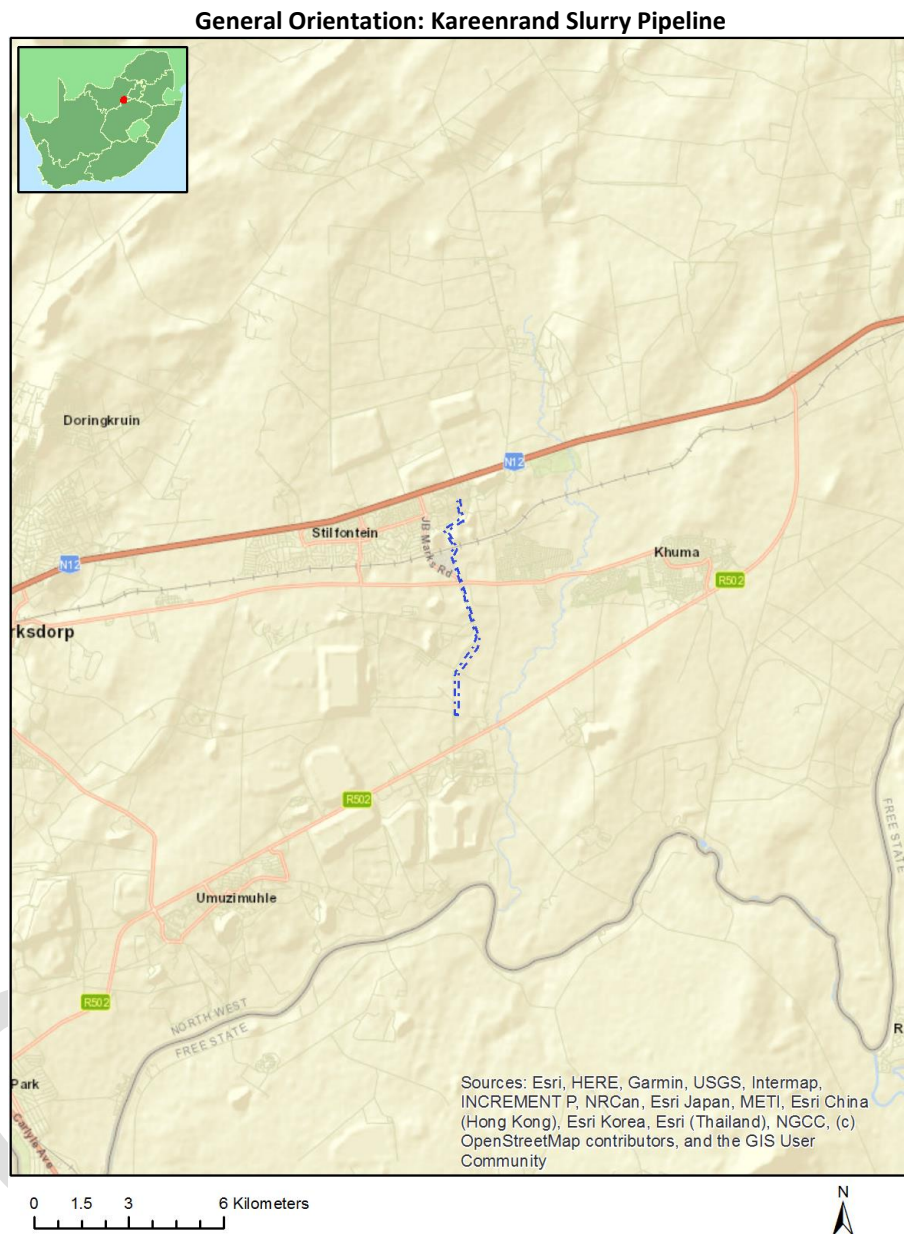 General Orientation: Kareenrand Slurry Pipeline
Doringkruin
N12
Stilfontein
JB Marks Rd
Khuma
N12
R502
rksdorp
R502
FREE STATE
Umuzimuhle
R502
NORTH WEST
FREE STATE
R
Park
Carlyle Ave
Sources: Esri, HERE, Garmin, USGS, Intermap,
INCREMENT P, NRCan, Esri Japan, METI, Esri China
(Hong Kong), Esri Korea, Esri (Thailand), NGCC, (c)
OpenStreetMap contributors, and the GIS User
Community
0 1.5 3 6 Kilometers
N